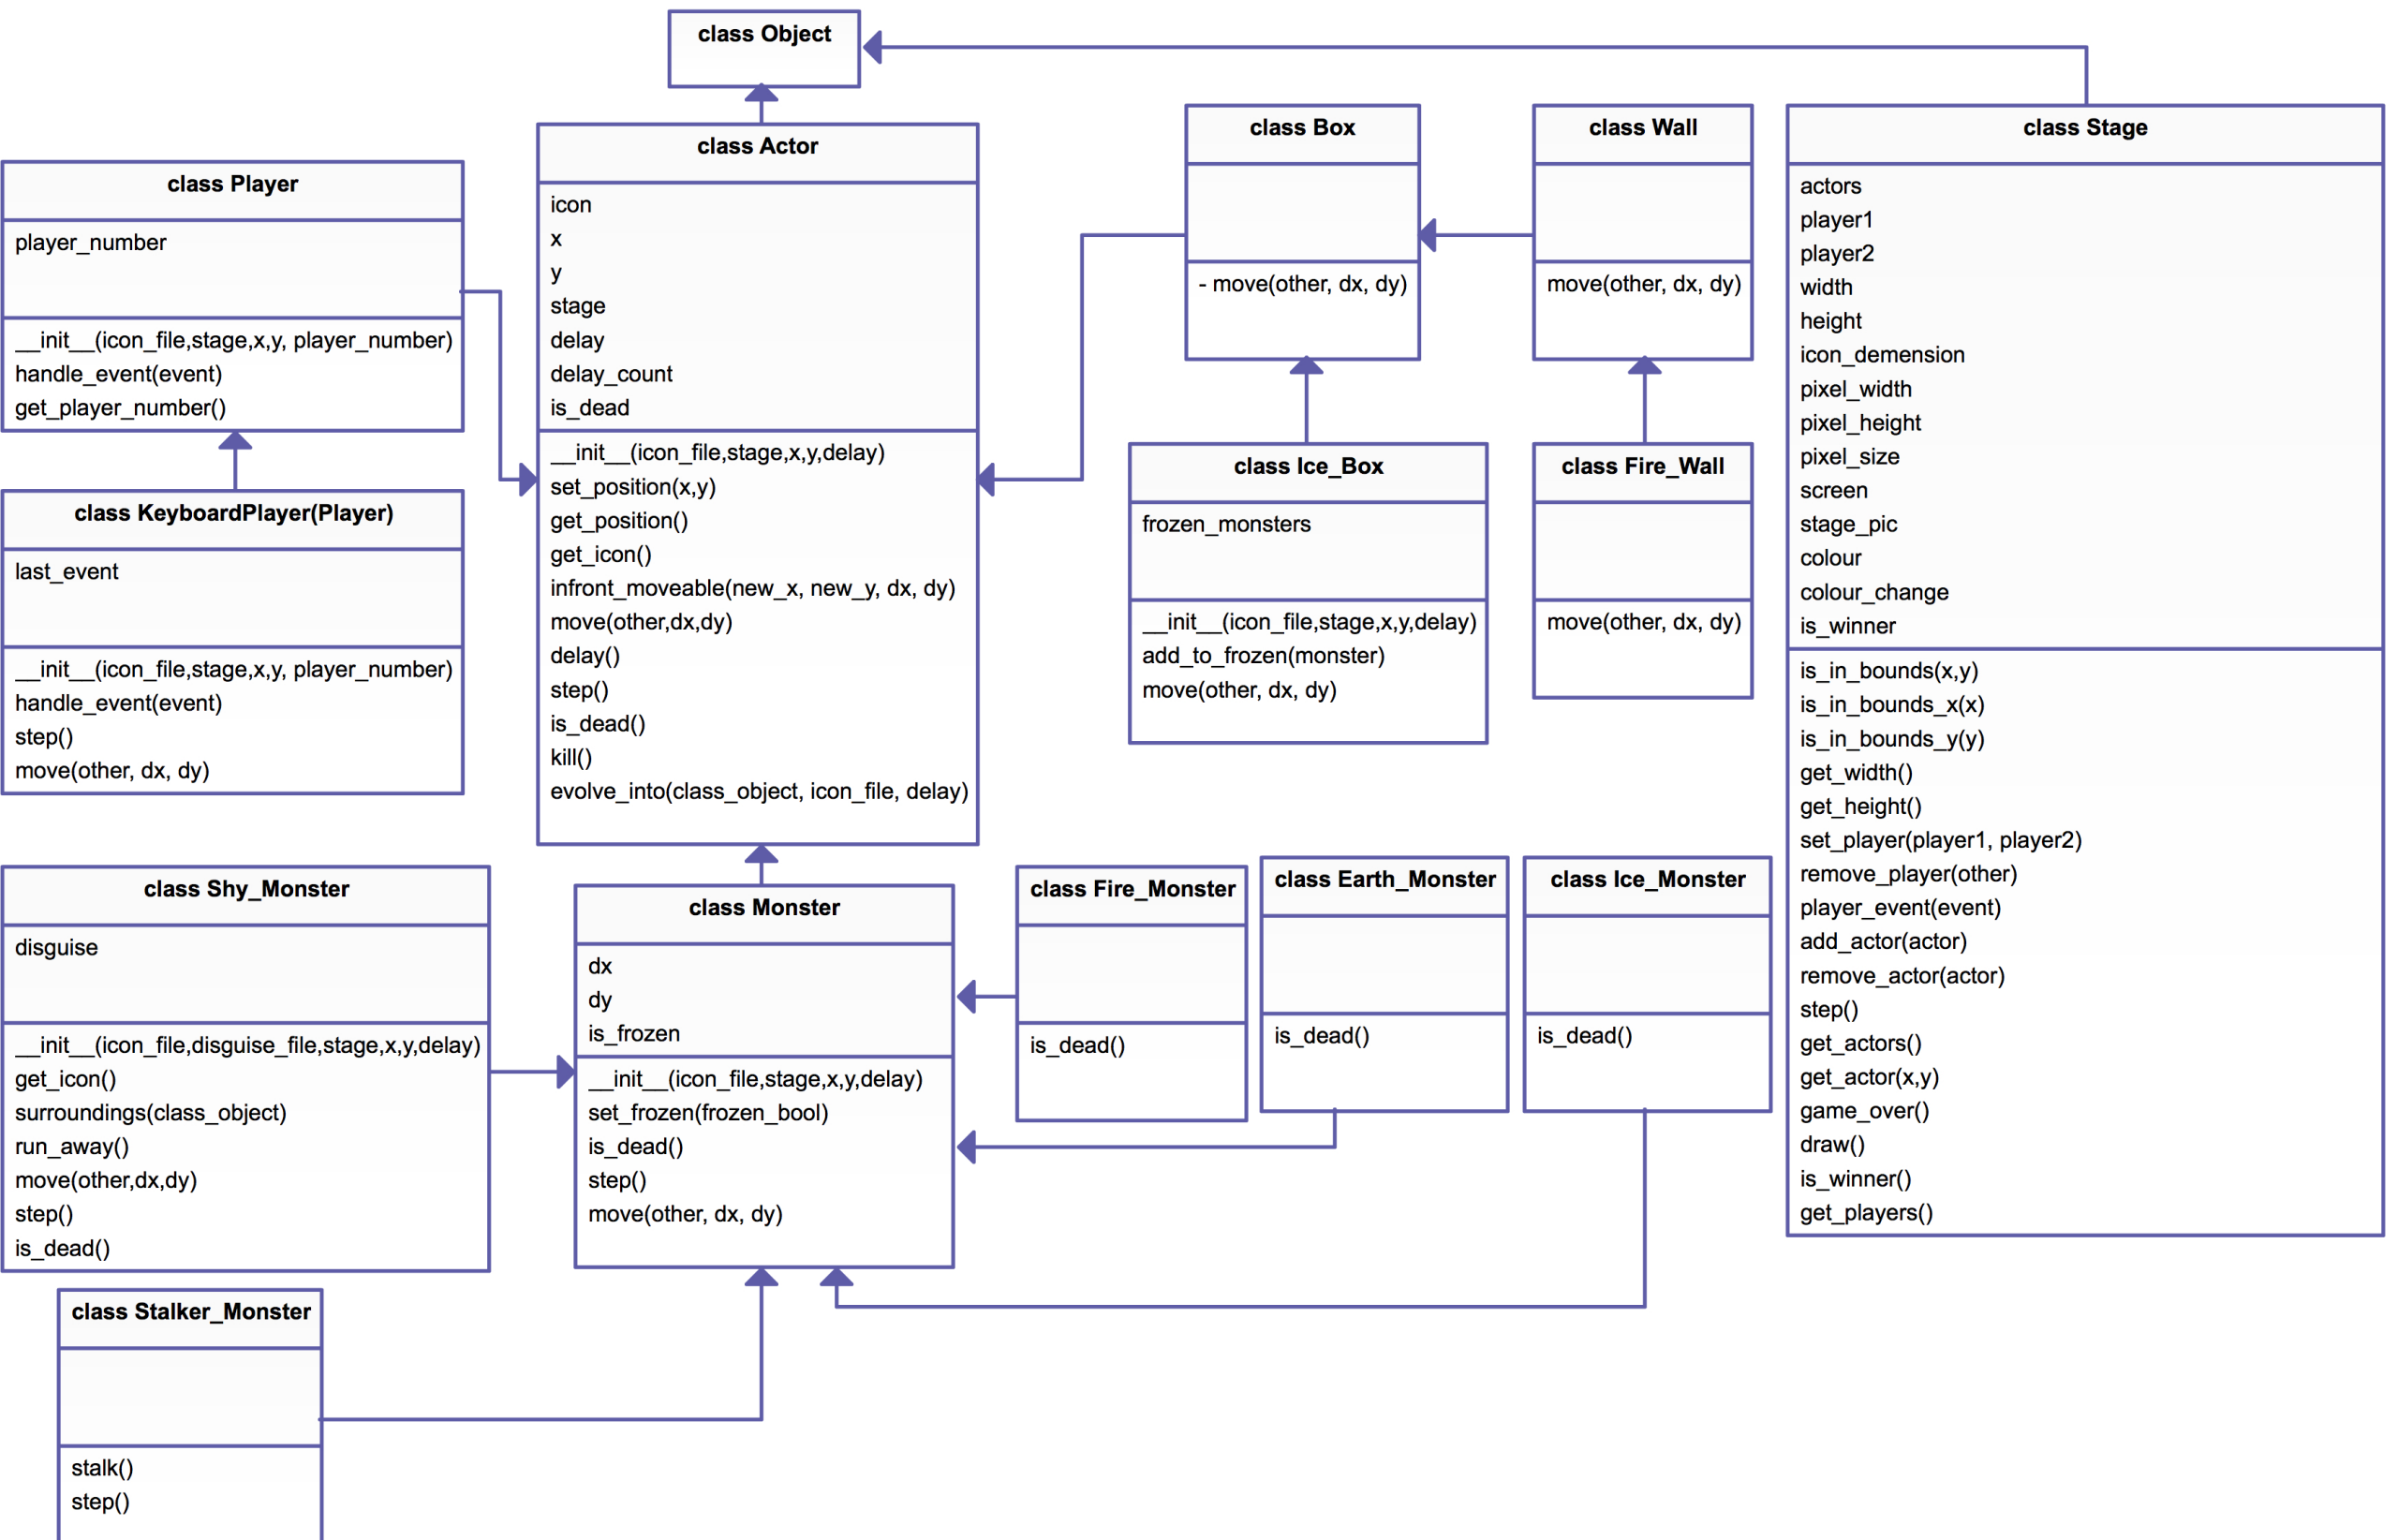 class Object
class Player
player_number
__init__(icon_file,stage,x,y, player_number)
handle_event(event)
get_player_number()
class KeyboardPlayer(Player)
last_event
__init__(icon_file,stage,x,y, player_number)
handle_event(event)
step()
move(other, dx, dy)
class Actor
icon
x
y
stage
delay
delay_count
is_dead
__init__(icon_file,stage,x,y,delay)
set_position(x,y)
get_position()
get_icon()
infront_moveable(new_x, new_y, dx, dy)
move(other,dx,dy)
delay()
step()
is_dead()
kill()
evolve_into(class_object, icon_file, delay)
class Box
- move(other, dx, dy)
class Wall
move(other, dx, dy)
class Ice_Box
frozen_monsters
__init__(icon_file,stage,x,y,delay)
add_to_frozen(monster)
move(other, dx, dy)
class Fire_Wall
move(other, dx, dy)
class Stage
actors
player1
player2
width
height
icon_demension
pixel_width
pixel_height
pixel_size
screen
stage_pic
colour
colour_change
is_winner
is_in_bounds(x,y)
is_in_bounds_x(x)
is_in_bounds_y(y)
get_width()
get_height()
set_player(player1, player2)
remove_player(other)
player_event(event)
add_actor(actor)
remove_actor(actor)
step()
get_actors()
get_actor(x,y)
game_over()
draw()
is_winner()
get_players()
class Shy_Monster
disguise
__init__(icon_file,disguise_file,stage,x,y,delay)
get_icon()
surroundings(class_object)
run_away()
move(other,dx,dy)
step()
is_dead()
class Monster
dx
dy
is_frozen
__init__(icon_file,stage,x,y,delay)
set_frozen(frozen_bool)
is_dead()
step()
move(other, dx, dy)
class Fire_Monster
is_dead()
class Earth_Monster
is_dead()
class Ice_Monster
is_dead()
class Stalker_Monster
stalk()
step()